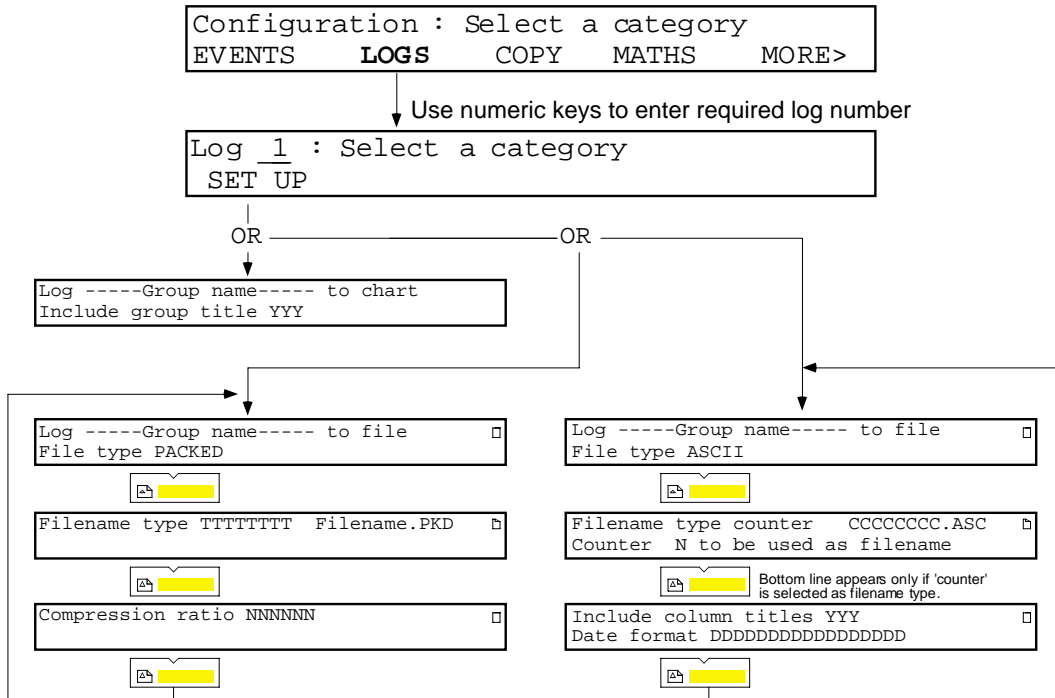 Configuration : Select a category
EVENTS LOGS COPY MATHS MORE>
Use numeric keys to enter required log number
Log 1 : Select a category
SET UP
OR OR
Log -----Group name----- to chart
Include group title YYY
Log -----Group name----- to file
File type PACKED
Filename type TTTTTTTT Filename.PKD
Compression ratio NNNNNN
Log -----Group name----- to file
File type ASCII
Filename type counter CCCCCCCC.ASC
Counter N to be used as filename
Bottom line appears only if 'counter'
is selected as filename type.
Include column titles YYY
Date format DDDDDDDDDDDDDDDDD